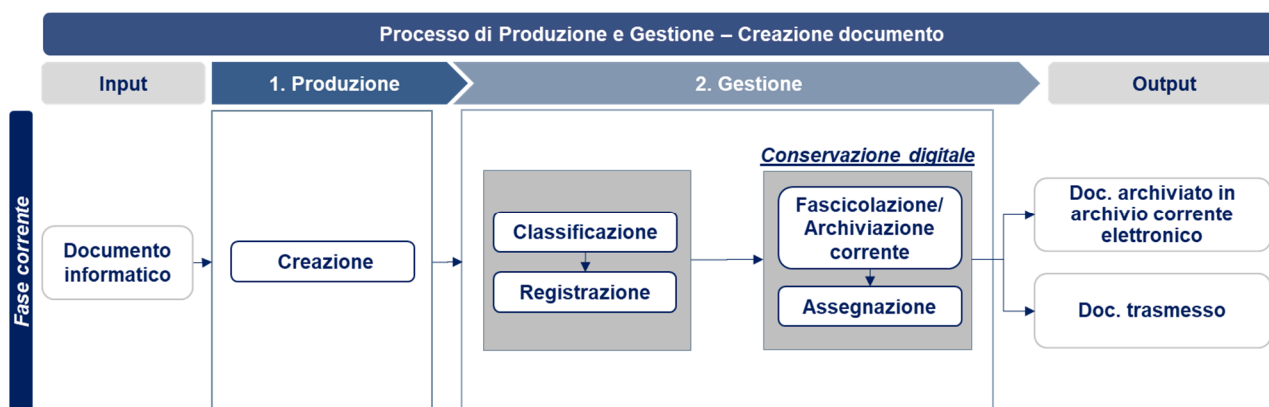 Processo di Produzione e Gestione – Creazione documento
Input
1. Produzione
2. Gestione
Output
Fase corrente
Documento
informatico
Creazione
Classificazione
Registrazione
Conservazione digitale
Fascicolazione/
Archiviazione
corrente
Assegnazione
Doc. archiviato in
archivio corrente
elettronico
Doc. trasmesso